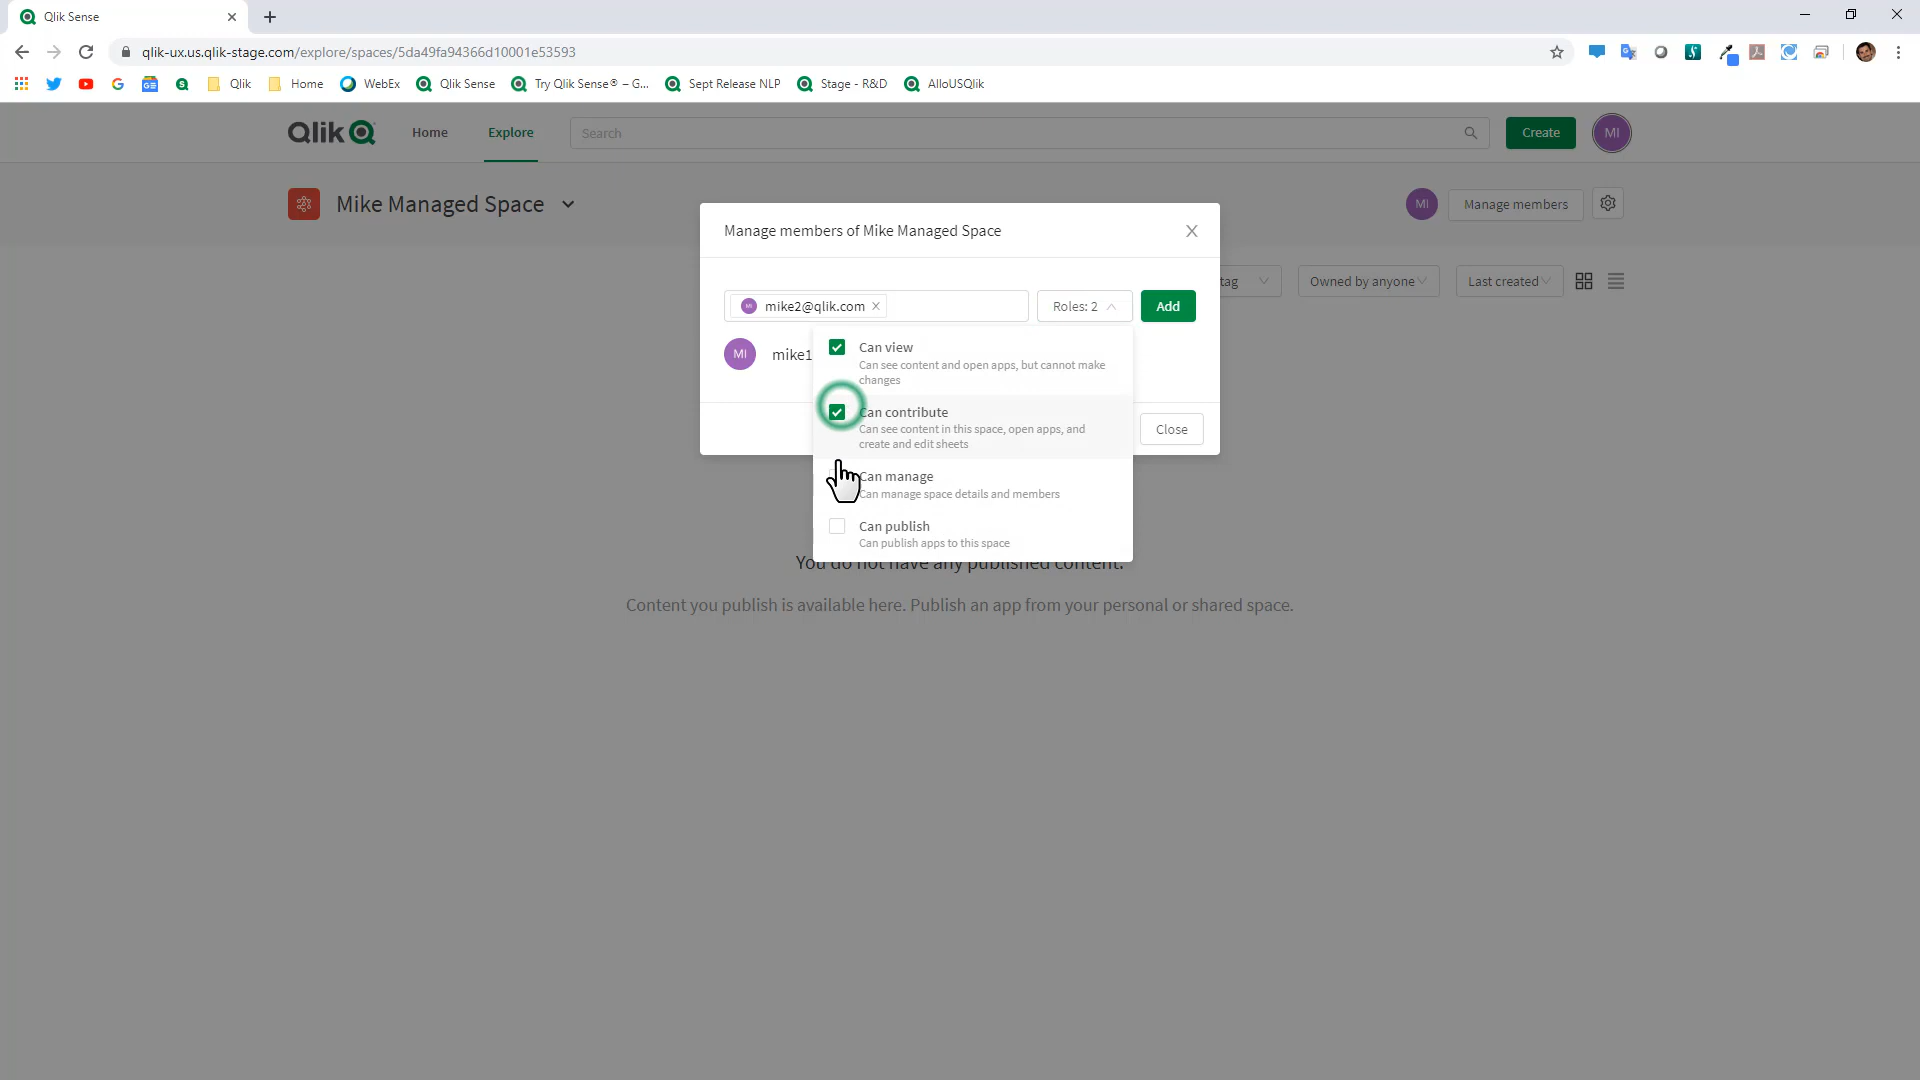 Qlik Sense
qlik-ux.us.qlik-stage.com/explore/spaces/5da49fa94366d10001e53593
Qlik
Home
WebEx
Qlik Sense
Try Qlik Sense® – G...
Sept Release NLP
Stage - R&D
AlloUSQlik
Qlik
Home
Explore
Search
Create
MI
Mike Managed Space
MI
Manage members
Manage members of Mike Managed Space
tag
Owned by anyone
Last created
mike2@qlik.com
Roles: 2
Add
MI
mike1
Can view
Can see content and open apps, but cannot make
changes
Can contribute
Can see content in this space, open apps, and
create and edit sheets
Close
Can manage
Can manage space details and members
Can publish
Can publish apps to this space
You do not have any published content.
Content you publish is available here. Publish an app from your personal or shared space.